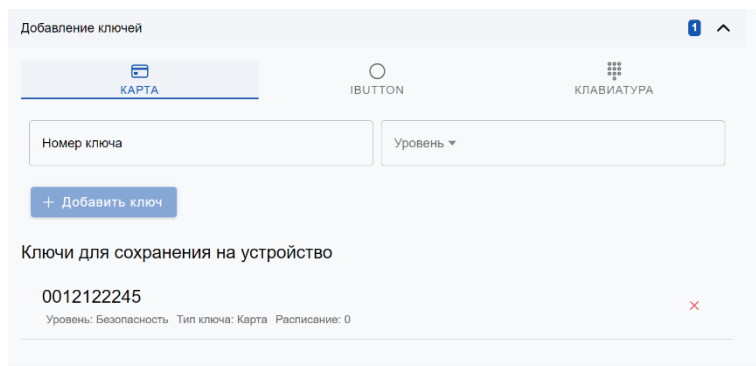 Добавление ключей 1
КАРТА IBUTTON КЛАВИАТУРА
Номер ключа Уровень
+ Добавить ключ
Ключи для сохранения на устройство
0012122245
Уровень: Безопасность Тип ключа: Карта Расписание: 0